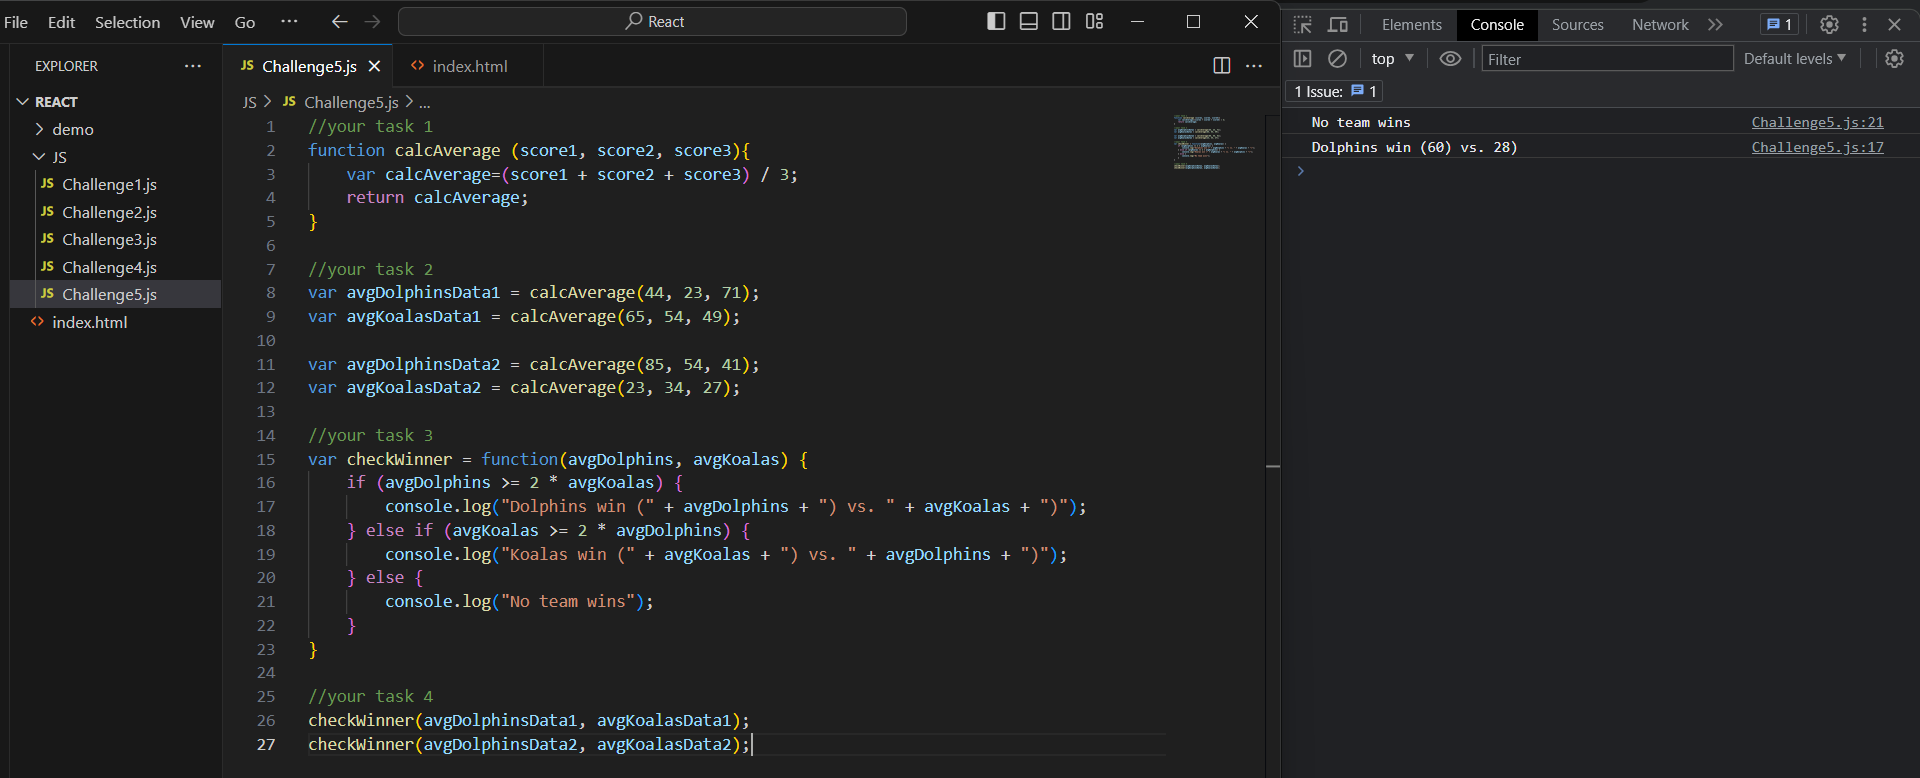 File Edit Selection View Go ··· React
EXPLORER ···
REACT
demo
JS
JS Challenge1.js
JS Challenge2.js
JS Challenge3.js
JS Challenge4.js
JS Challenge5.js
index.html
JS Challenge5.js
index.html
JS > JS Challenge5.js > ...
1 //your task 1
2 function calcAverage (score1, score2, score3){
3 var calcAverage=(score1 + score2 + score3) / 3;
4 return calcAverage;
5 }
6
7 //your task 2
8 var avgDolphinsData1 = calcAverage(44, 23, 71);
9 var avgKoalasData1 = calcAverage(65, 54, 49);
10
11 var avgDolphinsData2 = calcAverage(85, 54, 41);
12 var avgKoalasData2 = calcAverage(23, 34, 27);
13
14 //your task 3
15 var checkWinner = function(avgDolphins, avgKoalas) {
16 if (avgDolphins >= 2 * avgKoalas) {
17 console.log("Dolphins win (" + avgDolphins + ") vs. " + avgKoalas + ")");
18 } else if (avgKoalas >= 2 * avgDolphins) {
19 console.log("Koalas win (" + avgKoalas + ") vs. " + avgDolphins + ")");
20 } else {
21 console.log("No team wins");
22 }
23 }
24
25 //your task 4
26 checkWinner(avgDolphinsData1, avgKoalasData1);
27 checkWinner(avgDolphinsData2, avgKoalasData2);
Elements Console Sources Network 1
top Filter Default levels
1 Issue: 1
No team wins Challenge5.js:21
Dolphins win (60) vs. 28) Challenge5.js:17